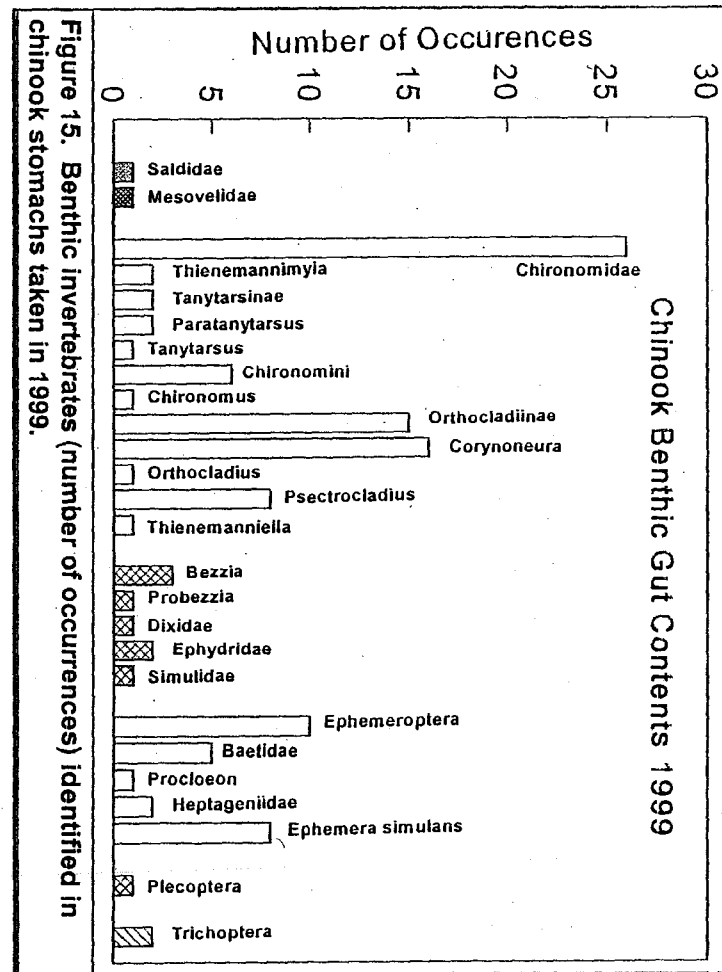 Number of Occurences
0 5 10 15 20 25 30
Chinook Benthic Gut Contents 1999
Saldidae
Mesovelidae
Chironomidae
Thienemannimyia
Tanytarsinae
Paratanytarsus
Tanytarsus
Chironomini
Chironomus
Orthocladiinae
Corynoneura
Orthocladius
Psectrocladius
Thienemanniella
Bezzia
Probezzia
Dixidae
Ephydridae
Simulidae
Ephemeroptera
Baetidae
Procloeon
Heptageniidae
Ephemera simulans
Plecoptera
Trichoptera
Figure 15. Benthic invertebrates (number of occurrences) identified in
chinook stomachs taken in 1999.